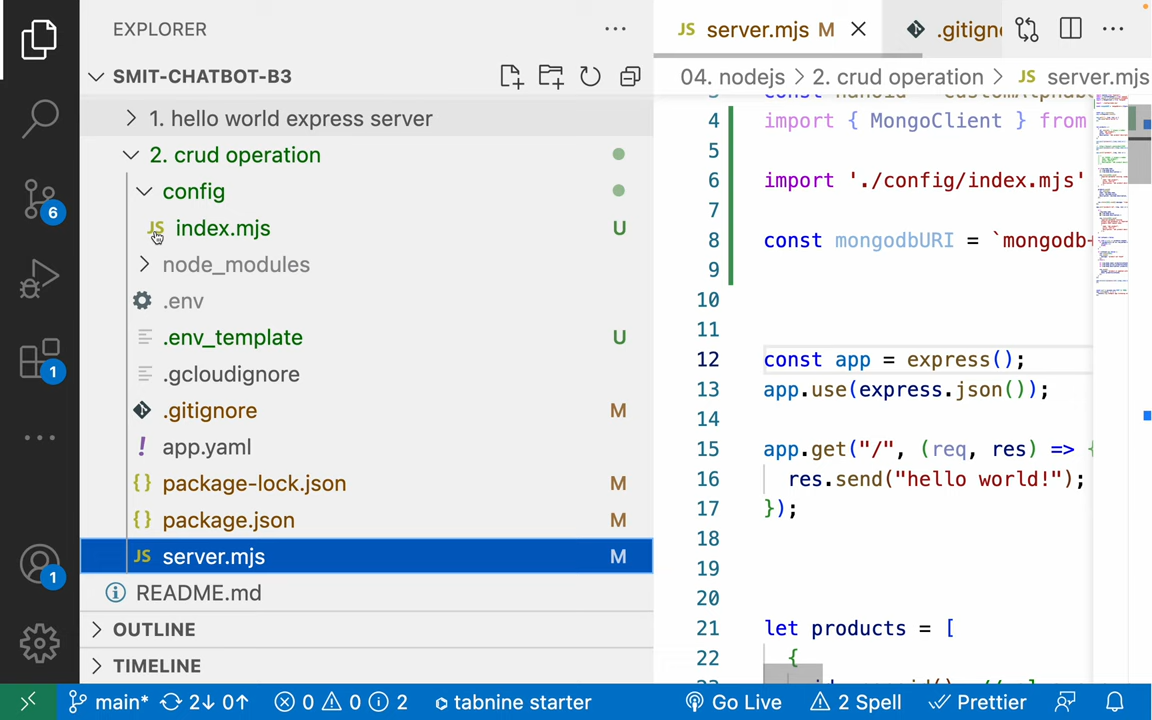 EXPLORER
SMIT-CHATBOT-B3
1. hello world express server
2. crud operation
config
JS index.mjs U
node_modules
.env
.env_template U
.gcloudignore
.gitignore M
! app.yaml
{} package-lock.json M
{} package.json M
JS server.mjs M
README.md
OUTLINE
TIMELINE
6
1
1
JS server.mjs M
.gitign
04. nodejs > 2. crud operation > JS server.mjs
4 import { MongoClient } from
5
6 import './config/index.mjs'
7
8 const mongodbURI = `mongodb
9
10
11
12 const app = express();
13 app.use(express.json());
14
15 app.get("/", (req, res) =>
16 res.send("hello world!");
17 });
18
19
20
21 let products = [
22 {
main* 2↓ 0↑ 0 0 2 tabnine starter Go Live 2 Spell Prettier